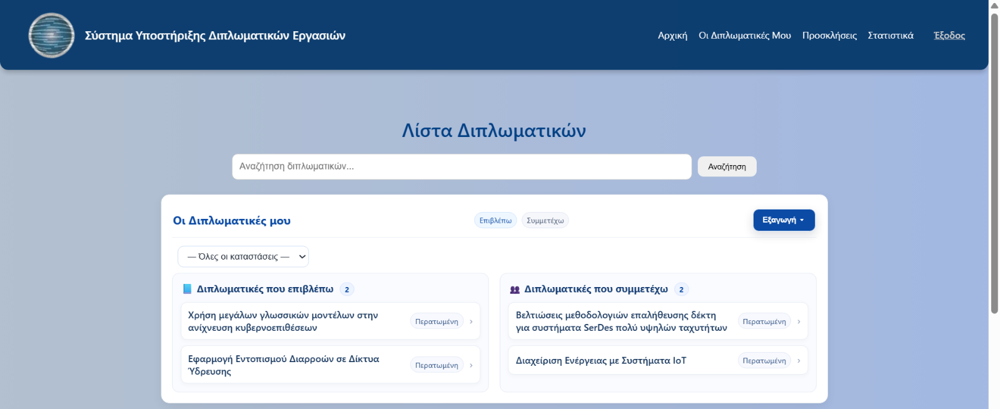 Σύστημα Υποστήριξης Διπλωματικών Εργασιών
Αρχική Οι Διπλωματικές Μου Προσκλήσεις Στατιστικά Έξοδος
Λίστα Διπλωματικών
Αναζήτηση διπλωματικών...
Αναζήτηση
Οι Διπλωματικές μου
Επιβλέπω
Συμμετέχω
Εξαγωγή
— Όλες οι καταστάσεις —
Διπλωματικές που επιβλέπω 2
Χρήση μεγάλων γλωσσικών μοντέλων στην
ανίχνευση κυβερνοεπιθέσεων
Περατωμένη
Εφαρμογή Εντοπισμού Διαρροών σε Δίκτυα
Ύδρευσης
Περατωμένη
Διπλωματικές που συμμετέχω 2
Βελτιώσεις μεθοδολογιών επαλήθευσης δέκτη
για συστήματα SerDes πολύ υψηλών ταχυτήτων
Περατωμένη
Διαχείριση Ενέργειας με Συστήματα IoT
Περατωμένη